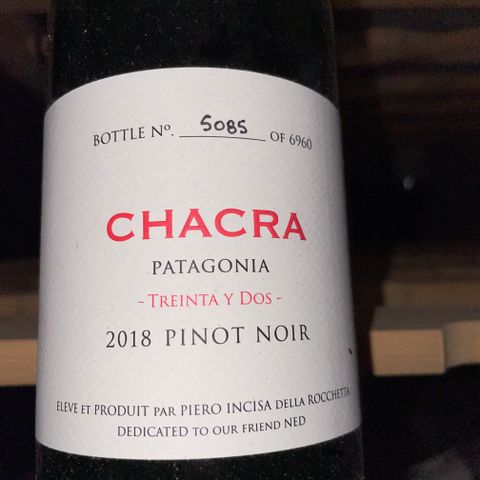 BOTTLE Nº. 5085 OF 6960
CHACRA
PATAGONIA
- TREINTA Y DOS -
2018 PINOT NOIR
ELEVE ET PRODUIT PAR PIERO INCISA DELLA ROCCHETTA
DEDICATED TO OUR FRIEND NED